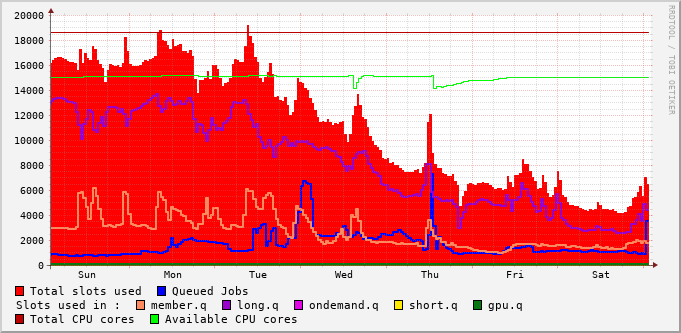 20000
18000
16000
14000
12000
10000
8000
6000
4000
2000
0
Sun Mon Tue Wed Thu Fri Sat
Total slots used Queued Jobs
Slots used in : member.q long.q ondemand.q short.q gpu.q
Total CPU cores Available CPU cores
RRDTOOL / TOBI OETIKER